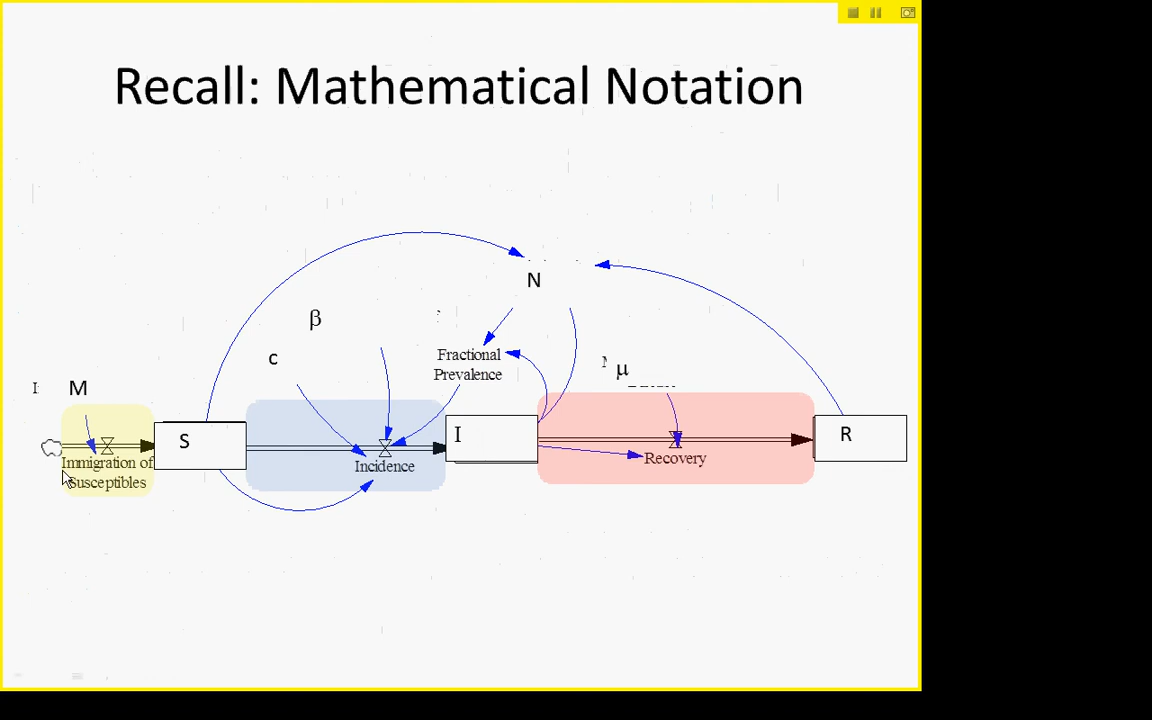 Recall: Mathematical Notation
N
β
c
Fractional
Prevalence
μ
M
S
I
R
Immigration of
Susceptibles
Incidence
Recovery